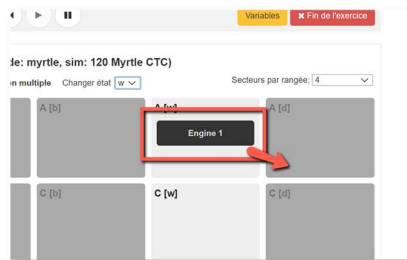 Variables ✖ Fin de l'exercice
de: myrtle, sim: 120 Myrtle CTC)
on multiple Changer état w Secteurs par rangée: 4
A [b] A [w] A [d]
Engine 1
C [b] C [w] C [d]